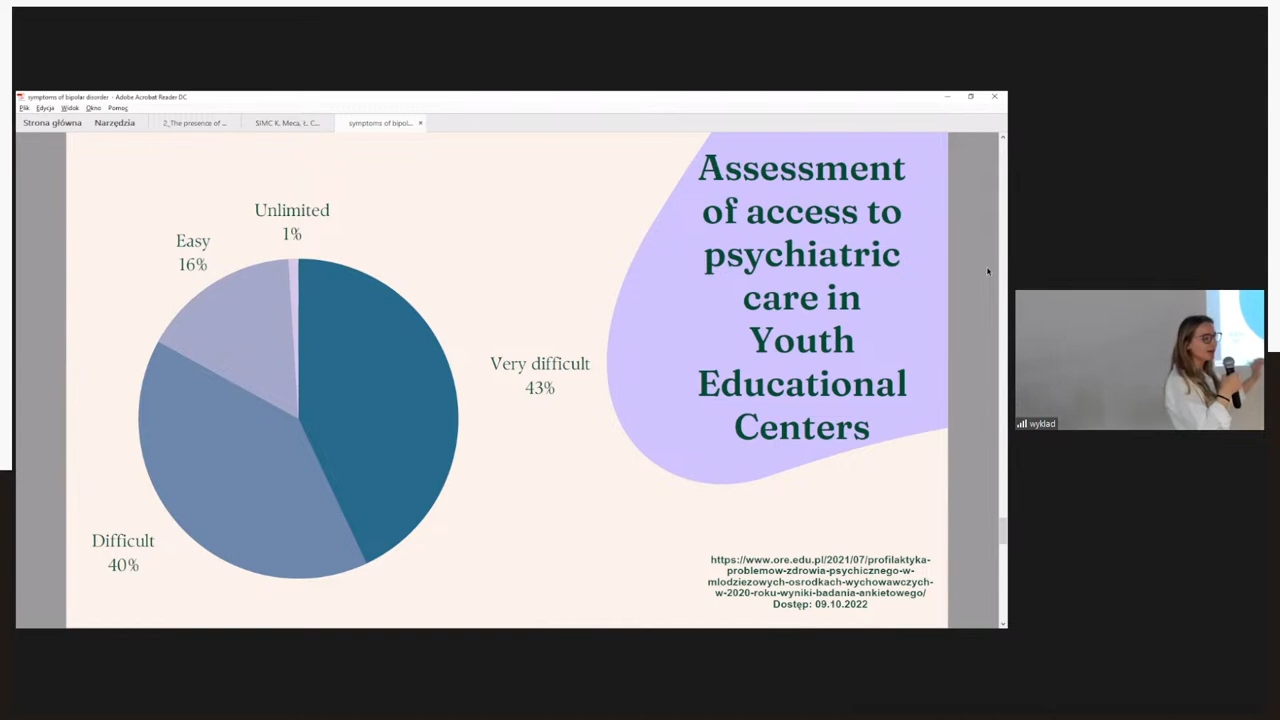 symptoms of bipolar disorder - Adobe Acrobat Reader DC
Plik Edycja Widok Okno Pomoc
Strona główna Narzędzia 2_The presence of ... SIMC K. Meca, Ł. C... symptoms of bipol... ×
Assessment
of access to
psychiatric
care in
Youth
Educational
Centers
Unlimited
1%
Easy
16%
Very difficult
43%
Difficult
40%
https://www.ore.edu.pl/2021/07/profilaktyka-
problemow-zdrowia-psychicznego-w-
mlodziezowych-osrodkach-wychowawczych-
w-2020-roku-wyniki-badania-ankietowego/
Dostęp: 09.10.2022
wyklad